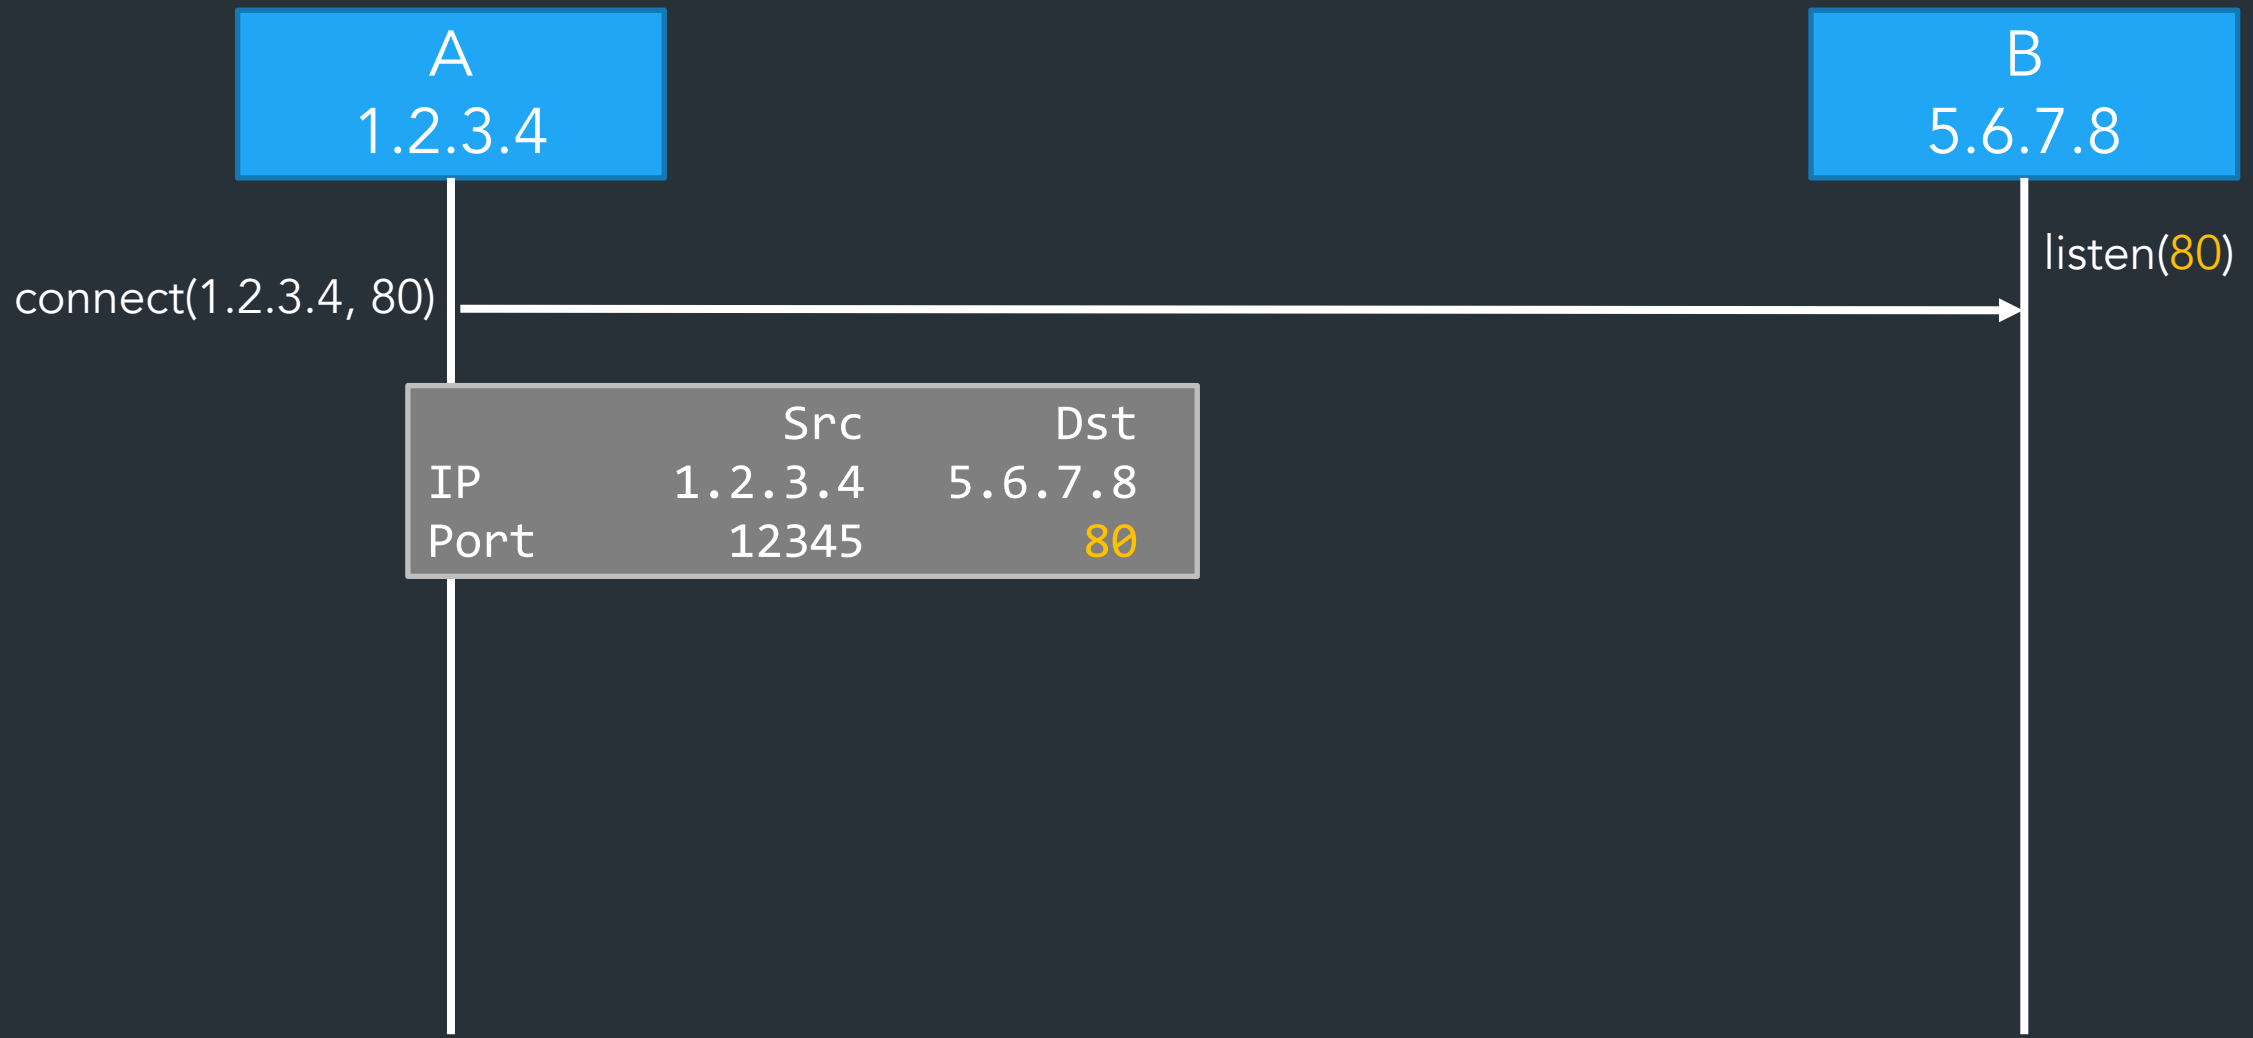 A
1.2.3.4
B
5.6.7.8
listen(80)
connect(1.2.3.4, 80)
Src Dst
IP 1.2.3.4 5.6.7.8
Port 12345 80